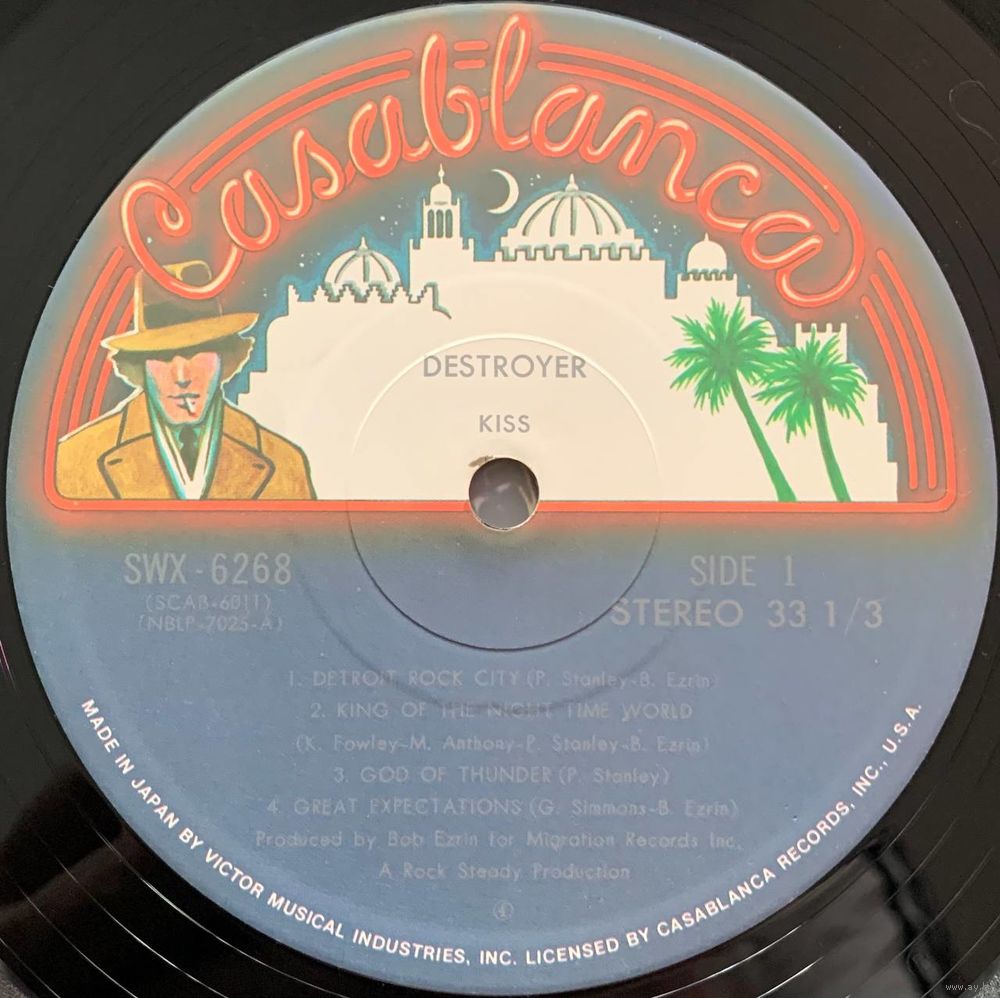 Casablanca
DESTROYER
KISS
SWX-6268
(SCAB-6011)
(NBLP-7025-A)
SIDE 1
STEREO 33 1/3
1. DETROIT ROCK CITY (P. Stanley-B. Ezrin)
2. KING OF THE NIGHT TIME WORLD
(K. Fowley-M. Anthony-P. Stanley-B. Ezrin)
3. GOD OF THUNDER (P. Stanley)
4. GREAT EXPECTATIONS (G. Simmons-B. Ezrin)
Produced by Bob Ezrin for Migration Records Inc.
A Rock Steady Production
④
MADE IN JAPAN BY VICTOR MUSICAL INDUSTRIES, INC. LICENSED BY CASABLANCA RECORDS, INC., U.S.A.